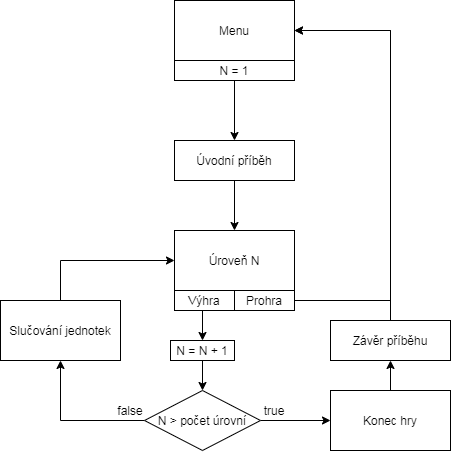 Menu
N = 1
Úvodní příběh
Úroveň N
Výhra
Prohra
Slučování jednotek
N = N + 1
Závěr příběhu
false
N > počet úrovní
true
Konec hry